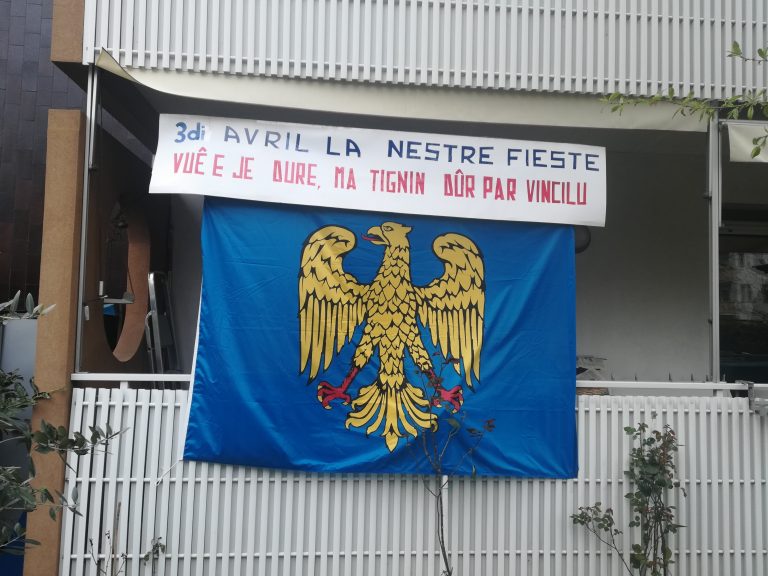 3di AVRIL LA NESTRE FIESTE
VUÊ E JE DURE, MA TIGNIN DÛR PAR VINCILU